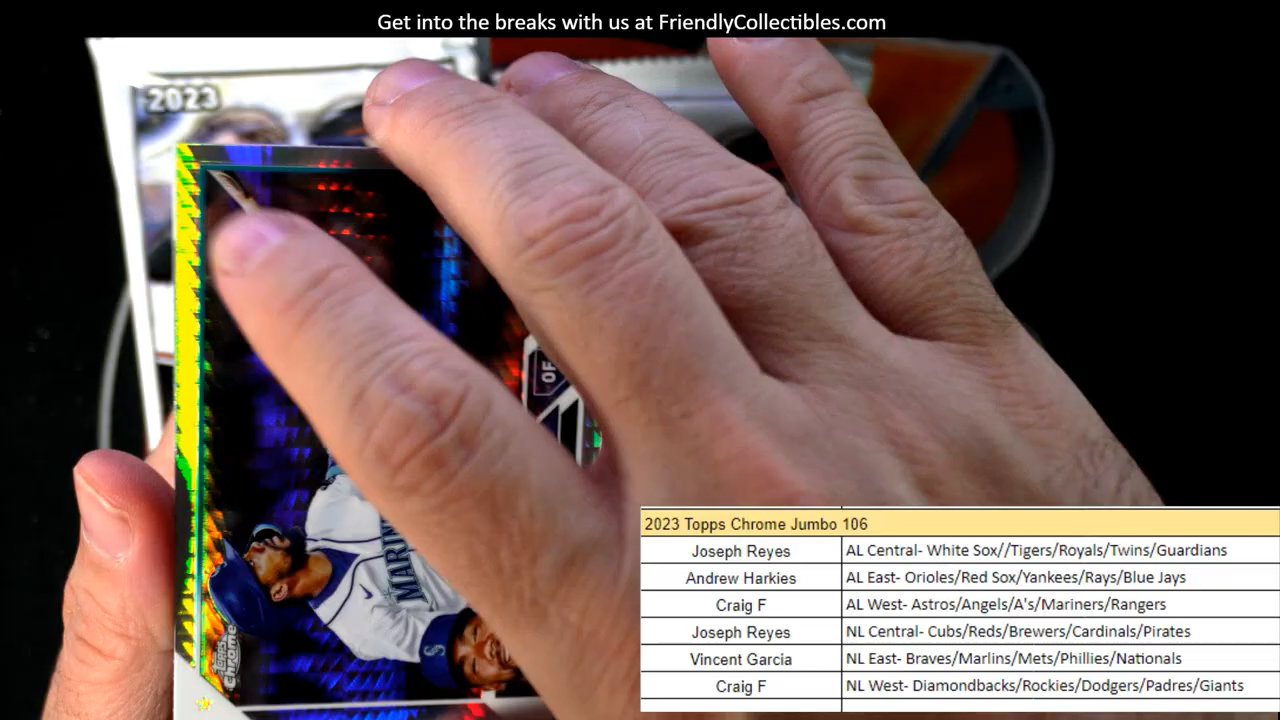 Get into the breaks with us at FriendlyCollectibles.com
2023
OF
MARIN
S
Topps
Chrome
2023 Topps Chrome Jumbo 106
Joseph Reyes AL Central- White Sox//Tigers/Royals/Twins/Guardians
Andrew Harkies AL East- Orioles/Red Sox/Yankees/Rays/Blue Jays
Craig F AL West- Astros/Angels/A's/Mariners/Rangers
Joseph Reyes NL Central- Cubs/Reds/Brewers/Cardinals/Pirates
Vincent Garcia NL East- Braves/Marlins/Mets/Phillies/Nationals
Craig F NL West- Diamondbacks/Rockies/Dodgers/Padres/Giants